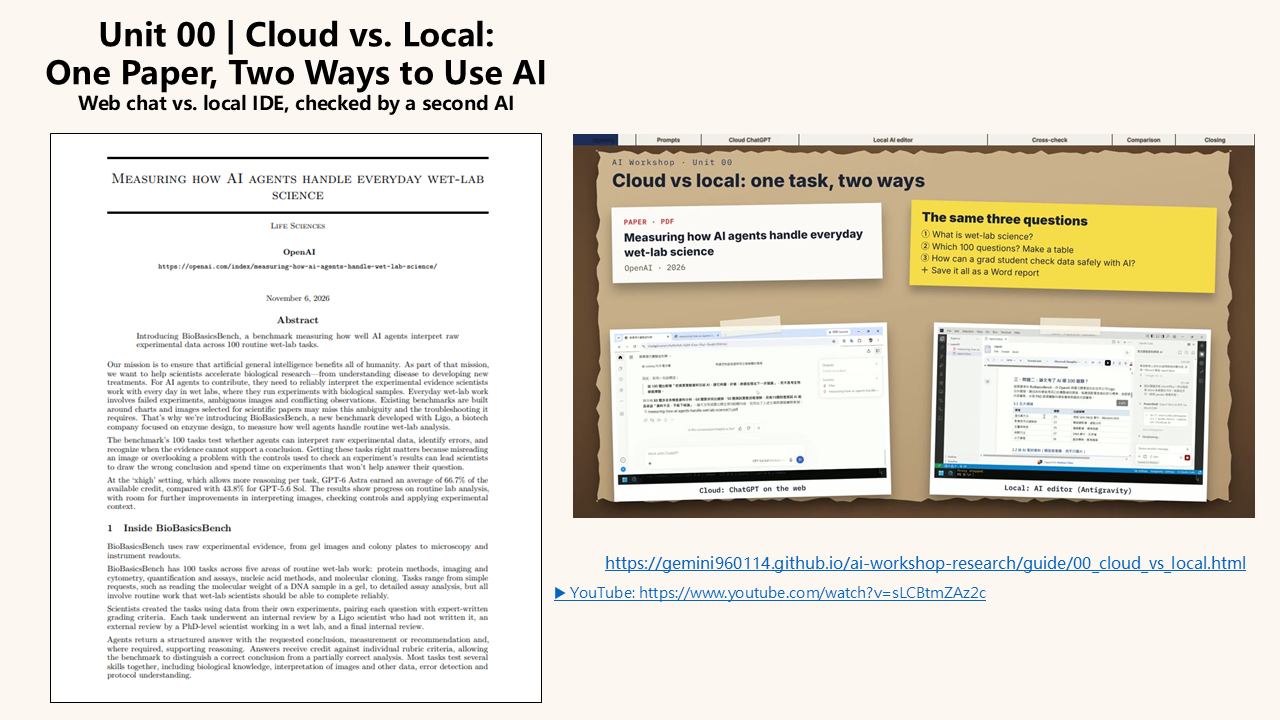 Unit 00 | Cloud vs. Local:
One Paper, Two Ways to Use AI
Web chat vs. local IDE, checked by a second AI
MEASURING HOW AI AGENTS HANDLE EVERYDAY WET-LAB
SCIENCE
LIFE SCIENCES
OpenAI
https://openai.com/index/measuring-how-ai-agents-handle-wet-lab-science/
November 6, 2026
Abstract
Introducing BioBasicsBench, a benchmark measuring how well AI agents interpret raw
experimental data across 100 routine wet-lab tasks.
Our mission is to ensure that artificial general intelligence benefits all of humanity. As part of that mission,
we want to help scientists accelerate biological research—from understanding disease to developing new
treatments. For AI agents to contribute, they need to reliably interpret the experimental evidence scientists
work with every day in wet labs, where they run experiments with biological samples. Everyday wet-lab work
involves failed experiments, ambiguous images and conflicting observations. Existing benchmarks are built
around charts and images selected for scientific papers may miss this ambiguity and the troubleshooting it
requires. That's why we're introducing BioBasicsBench, a new benchmark developed with Ligo, a biotech
company focused on enzyme design, to measure how well agents handle routine wet-lab analysis.
The benchmark's 100 tasks test whether agents can interpret raw experimental data, identify errors, and
recognize when the evidence cannot support a conclusion. Getting these tasks right matters because misreading
an image or overlooking a problem with the controls used to check an experiment's results can lead scientists
to draw the wrong conclusion and spend time on experiments that won't help answer their question.
At the 'xhigh' setting, which allows more reasoning per task, GPT-6 Astra earned an average of 66.7% of the
available credit, compared with 43.8% for GPT-5.6 Sol. The results show progress on routine lab analysis,
with room for further improvements in interpreting images, checking controls and applying experimental
context.
1 Inside BioBasicsBench
BioBasicsBench uses raw experimental evidence, from gel images and colony plates to microscopy and
instrument readouts.
BioBasicsBench has 100 tasks across five areas of routine wet-lab work: protein methods, imaging and
cytometry, quantification and assays, nucleic acid methods, and molecular cloning. Tasks range from simple
requests, such as reading the molecular weight of a DNA sample in a gel, to detailed assay analysis, but all
involve routine work that wet-lab scientists should be able to complete reliably.
Scientists created the tasks using data from their own experiments, pairing each question with expert-written
grading criteria. Each task underwent an internal review by a Ligo scientist who had not written it, an
external review by a PhD-level scientist working in a wet lab, and a final internal review.
Agents return a structured answer with the requested conclusion, measurement or recommendation and,
where required, supporting reasoning. Answers receive credit against individual rubric criteria, allowing
the benchmark to distinguish a correct conclusion from a partially correct analysis. Most tasks test several
skills together, including biological knowledge, interpretation of images and other data, error detection and
protocol understanding.
Prompts Cloud ChatGPT Local AI editor Cross-check Comparison Closing
AI Workshop · Unit 00
Cloud vs local: one task, two ways
PAPER · PDF
Measuring how AI agents handle everyday
wet-lab science
OpenAI · 2026
The same three questions
① What is wet-lab science?
② Which 100 questions? Make a table
③ How can a grad student check data safely with AI?
+ Save it all as a Word report
Cloud: ChatGPT on the web
Local: AI editor (Antigravity)
https://gemini960114.github.io/ai-workshop-research/guide/00_cloud_vs_local.html
▶ YouTube: https://www.youtube.com/watch?v=sLCBtmZAz2c